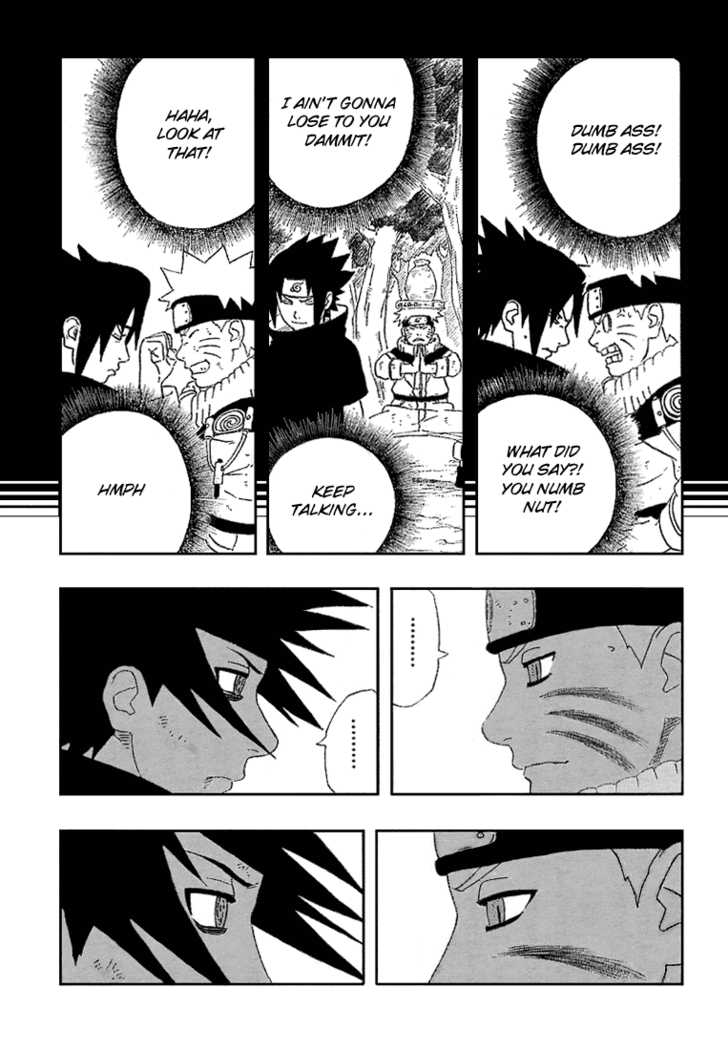 DUMB ASS!
DUMB ASS!
WHAT DID
YOU SAY?!
YOU NUMB
NUT!
I AIN'T GONNA
LOSE TO YOU
DAMMIT!
KEEP
TALKING...
HAHA,
LOOK AT
THAT!
HMPH
........
........